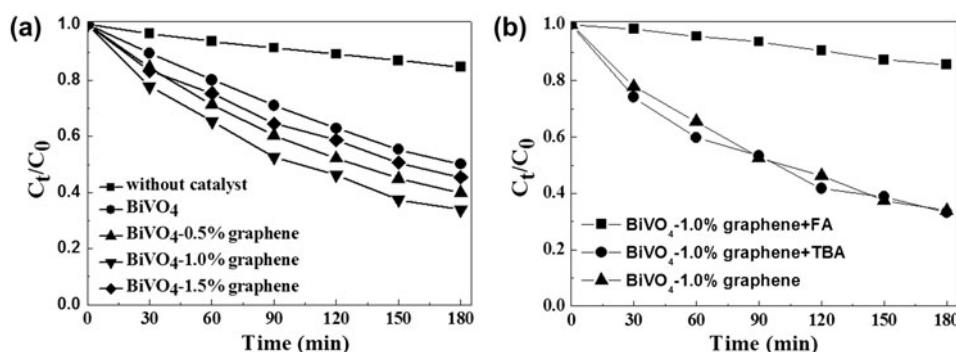 (a)
1.0
0.8
0.6
0.4
0.2
0.0
Ct/C0
without catalyst
BiVO4
BiVO4-0.5% graphene
BiVO4-1.0% graphene
BiVO4-1.5% graphene
0 30 60 90 120 150 180
Time (min)
(b)
1.0
0.8
0.6
0.4
0.2
0.0
Ct/C0
BiVO4-1.0% graphene+FA
BiVO4-1.0% graphene+TBA
BiVO4-1.0% graphene
0 30 60 90 120 150 180
Time (min)